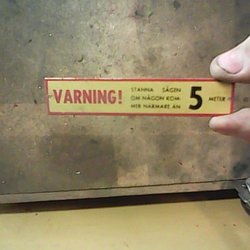 VARNING!
STANNA SÅGEN
OM NÅGON KOM-
MER NÄRMARE ÄN
5 METER